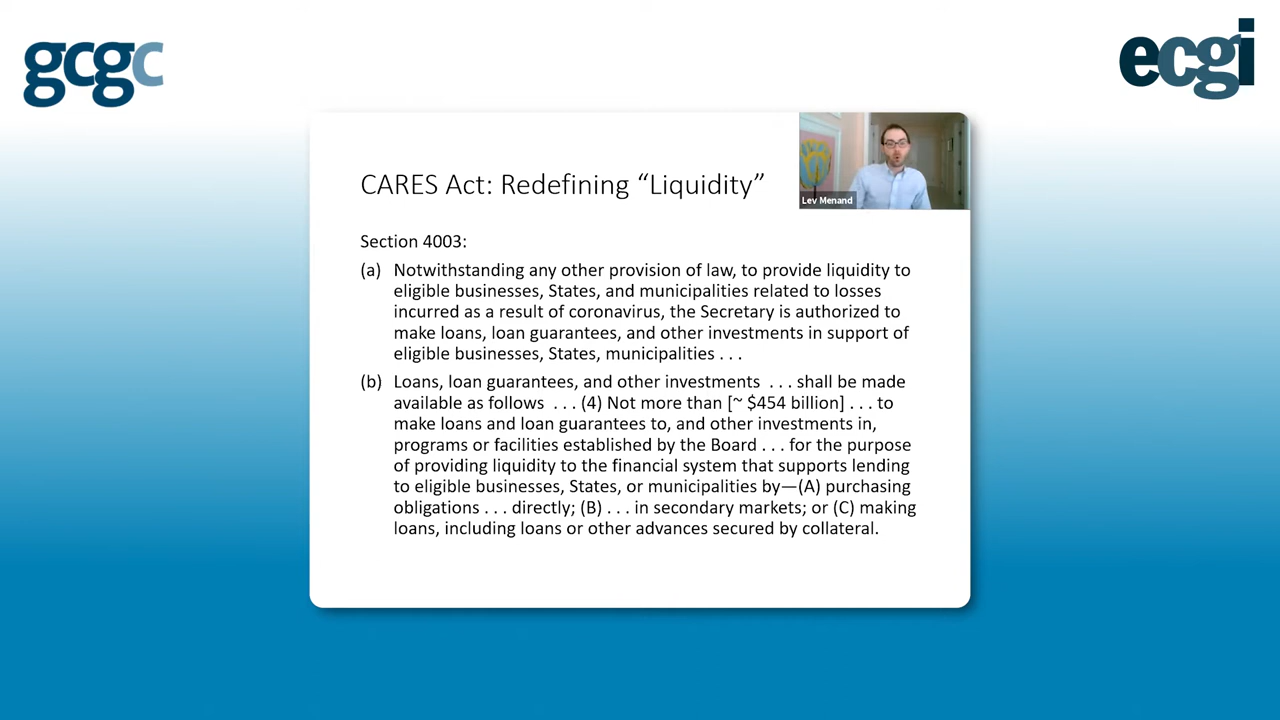 gcgc
ecgi
Lev Menand
CARES Act: Redefining “Liquidity”
Section 4003:
(a) Notwithstanding any other provision of law, to provide liquidity to
eligible businesses, States, and municipalities related to losses
incurred as a result of coronavirus, the Secretary is authorized to
make loans, loan guarantees, and other investments in support of
eligible businesses, States, municipalities . . .
(b) Loans, loan guarantees, and other investments . . . shall be made
available as follows . . . (4) Not more than [~ $454 billion] . . . to
make loans and loan guarantees to, and other investments in,
programs or facilities established by the Board . . . for the purpose
of providing liquidity to the financial system that supports lending
to eligible businesses, States, or municipalities by—(A) purchasing
obligations . . . directly; (B) . . . in secondary markets; or (C) making
loans, including loans or other advances secured by collateral.